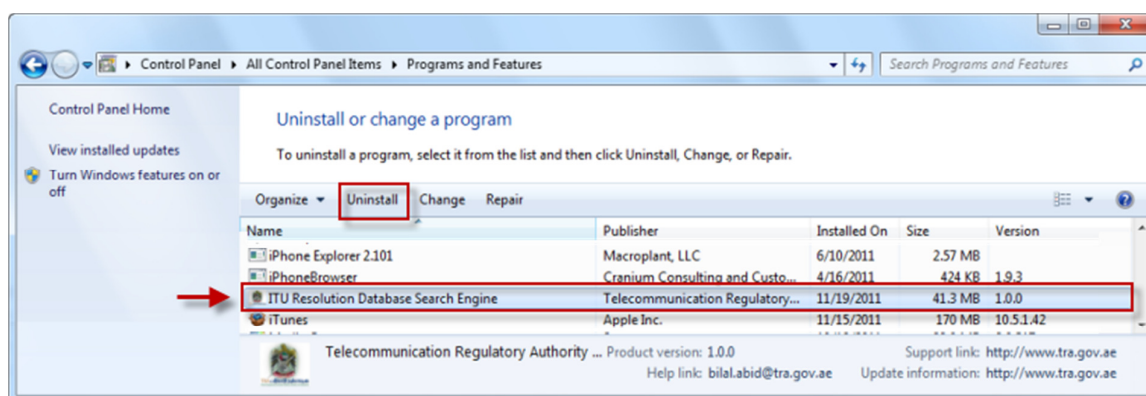 Control Panel All Control Panel Items Programs and Features Search Programs and Features
Control Panel Home
View installed updates
Turn Windows features on or
off
Uninstall or change a program
To uninstall a program, select it from the list and then click Uninstall, Change, or Repair.
Organize Uninstall Change Repair
Name Publisher Installed On Size Version
iPhone Explorer 2.101 Macroplant, LLC 6/10/2011 2.57 MB
iPhoneBrowser Cranium Consulting and Custo... 4/16/2011 424 KB 1.9.3
ITU Resolution Database Search Engine Telecommunication Regulatory... 11/19/2011 41.3 MB 1.0.0
iTunes Apple Inc. 11/15/2011 170 MB 10.5.1.42
Telecommunication Regulatory Authority ... Product version: 1.0.0 Support link: http://www.tra.gov.ae
Help link: bilal.abid@tra.gov.ae Update information: http://www.tra.gov.ae